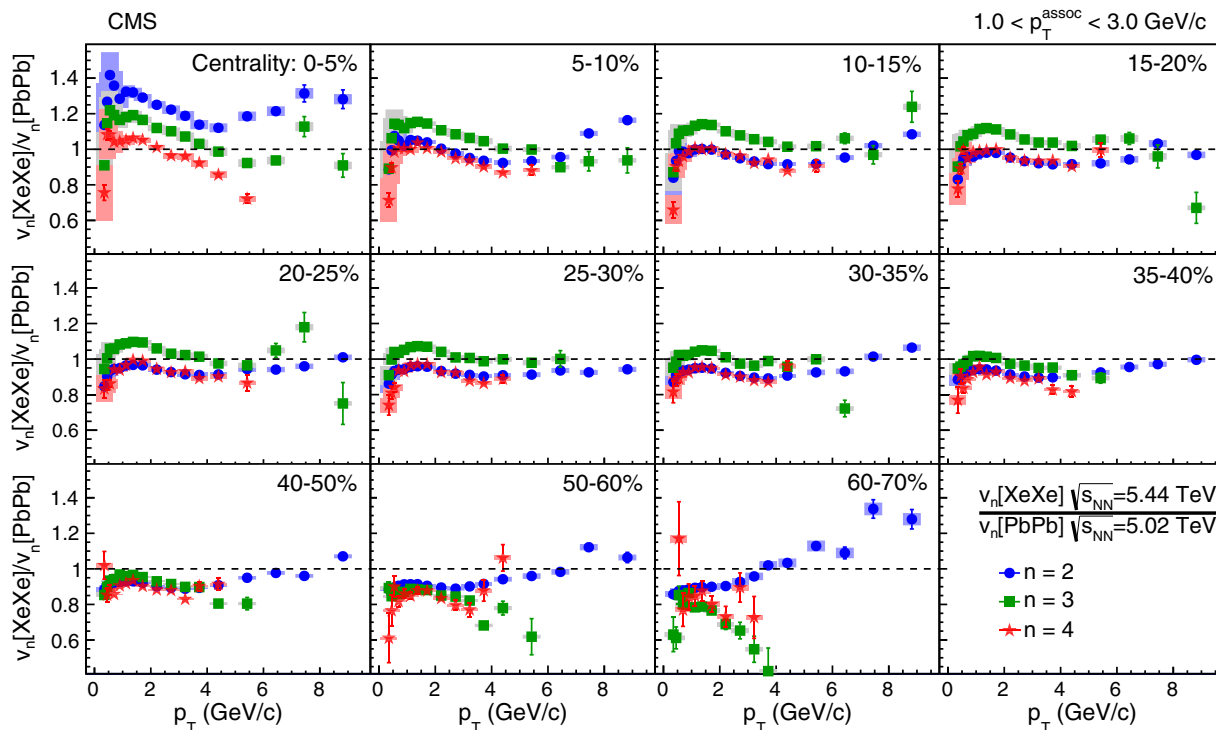 CMS
1.0 < p_T^assoc < 3.0 GeV/c
v_n[XeXe]/v_n[PbPb]
1.4
1.2
1
0.8
0.6
Centrality: 0-5%
5-10%
10-15%
15-20%
v_n[XeXe]/v_n[PbPb]
1.4
1.2
1
0.8
0.6
20-25%
25-30%
30-35%
35-40%
v_n[XeXe]/v_n[PbPb]
1.4
1.2
1
0.8
0.6
40-50%
50-60%
60-70%
v_n[XeXe] √s_NN=5.44 TeV
v_n[PbPb] √s_NN=5.02 TeV
n = 2
n = 3
n = 4
0 2 4 6 8
0 2 4 6 8
0 2 4 6 8
0 2 4 6 8
p_T (GeV/c)
p_T (GeV/c)
p_T (GeV/c)
p_T (GeV/c)